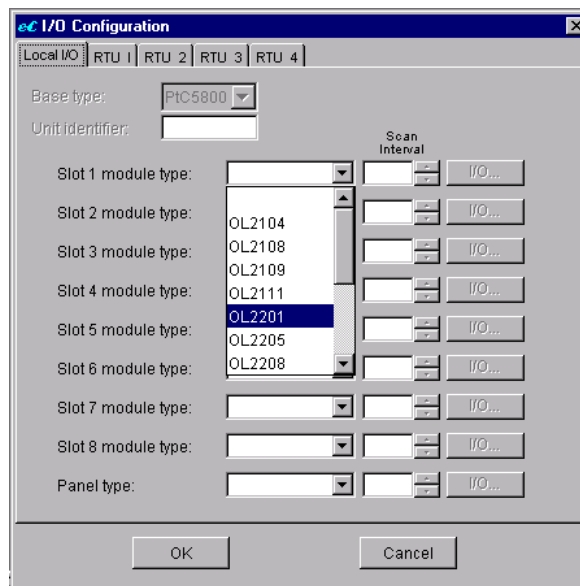 eC I/O Configuration
Local I/O RTU 1 RTU 2 RTU 3 RTU 4
Base type: PtC5800
Unit identifier:
Scan
Interval
Slot 1 module type: I/O...
Slot 2 module type: I/O...
OL2104
OL2108
Slot 3 module type: I/O...
OL2109
OL2111
Slot 4 module type: I/O...
OL2201
Slot 5 module type: I/O...
OL2205
OL2208
Slot 6 module type: I/O...
Slot 7 module type: I/O...
Slot 8 module type: I/O...
Panel type: I/O...
OK Cancel